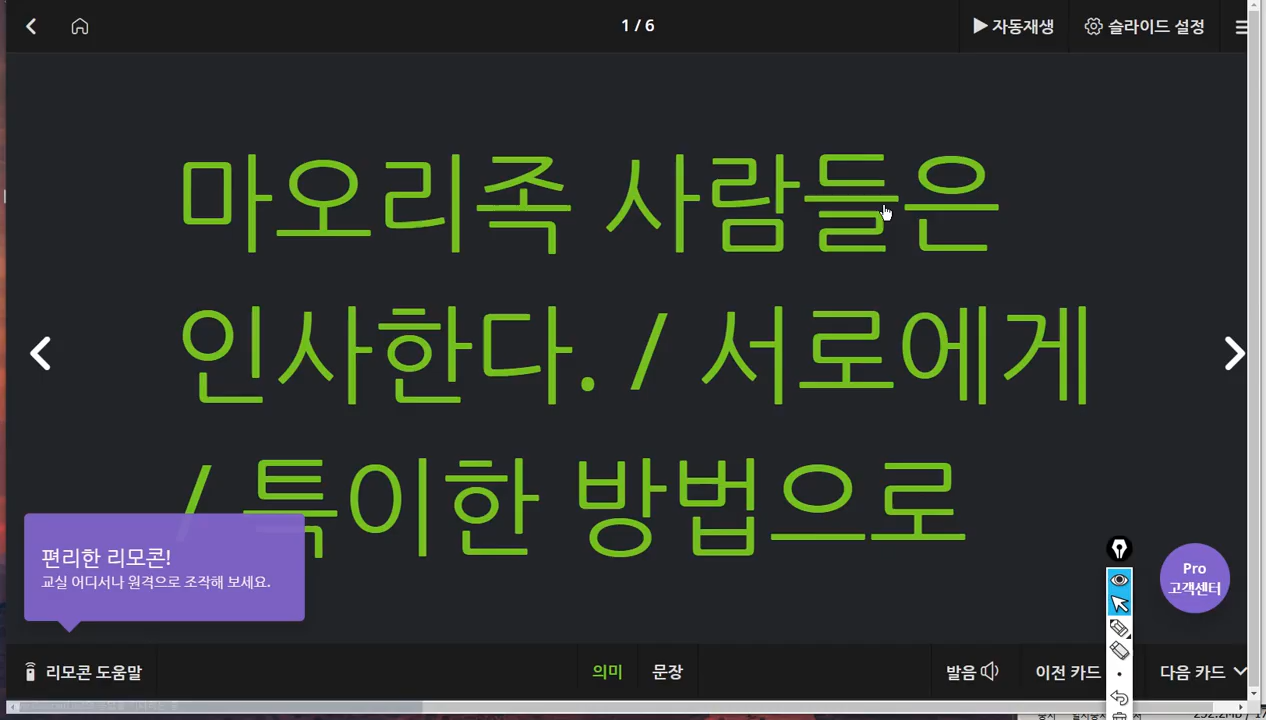 1 / 6
자동재생
슬라이드 설정
마오리족 사람들은
인사한다. / 서로에게
/ 특이한 방법으로
편리한 리모콘!
교실 어디서나 원격으로 조작해 보세요.
Pro
고객센터
리모콘 도움말
의미
문장
발음
이전 카드
다음 카드